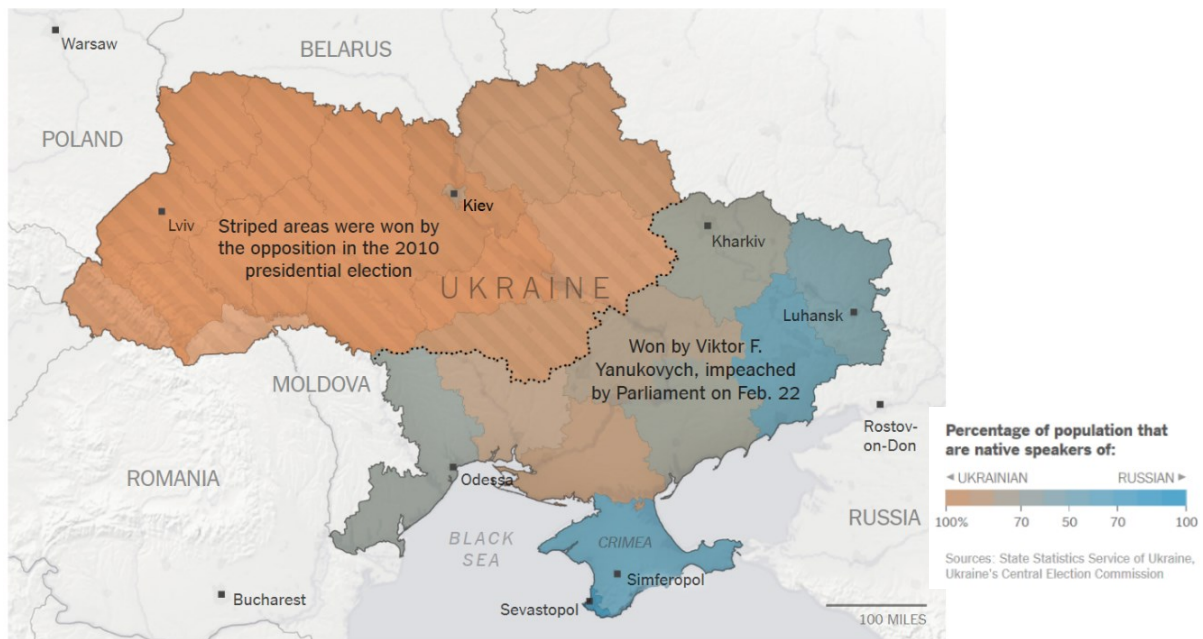 Warsaw
BELARUS
POLAND
Kiev
Lviv
Striped areas were won by
the opposition in the 2010
presidential election
Kharkiv
UKRAINE
Luhansk
Won by Viktor F.
Yanukovych, impeached
by Parliament on Feb. 22
MOLDOVA
Rostov-
on-Don
ROMANIA
Odessa
RUSSIA
BLACK
SEA
CRIMEA
Simferopol
Sevastopol
Bucharest
100 MILES
Percentage of population that
are native speakers of:
◄ UKRAINIAN RUSSIAN ►
100% 70 50 70 100
Sources: State Statistics Service of Ukraine,
Ukraine's Central Election Commission